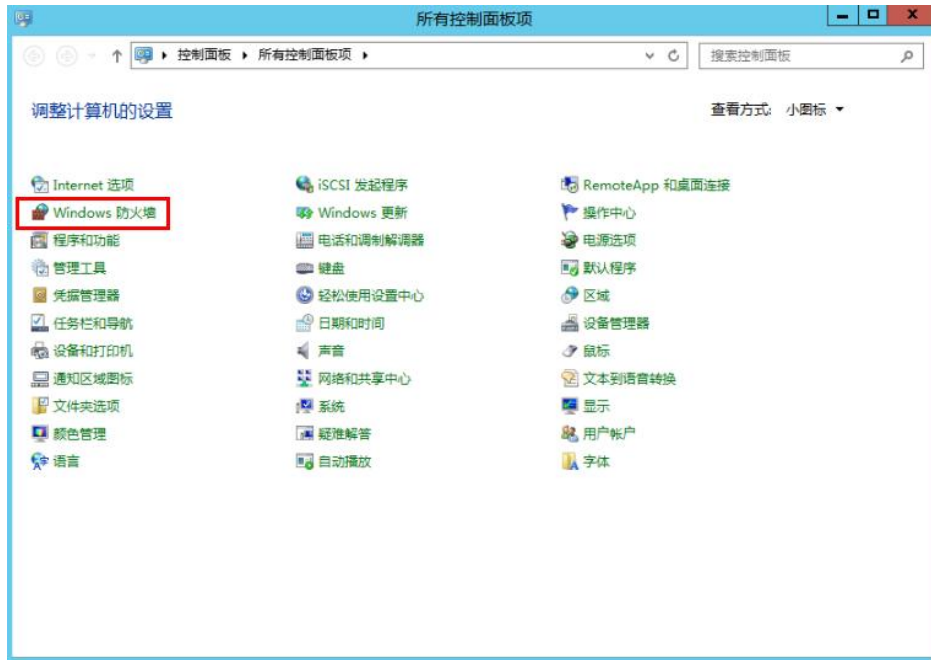 所有控制面板项
控制面板 所有控制面板项 搜索控制面板
调整计算机的设置 查看方式: 小图标
Internet 选项 iSCSI 发起程序 RemoteApp 和桌面连接
Windows 防火墙 Windows 更新 操作中心
程序和功能 电话和调制解调器 电源选项
管理工具 键盘 默认程序
凭据管理器 轻松使用设置中心 区域
任务栏和导航 日期和时间 设备管理器
设备和打印机 声音 鼠标
通知区域图标 网络和共享中心 文本到语音转换
文件夹选项 系统 显示
颜色管理 疑难解答 用户帐户
语言 自动播放 字体